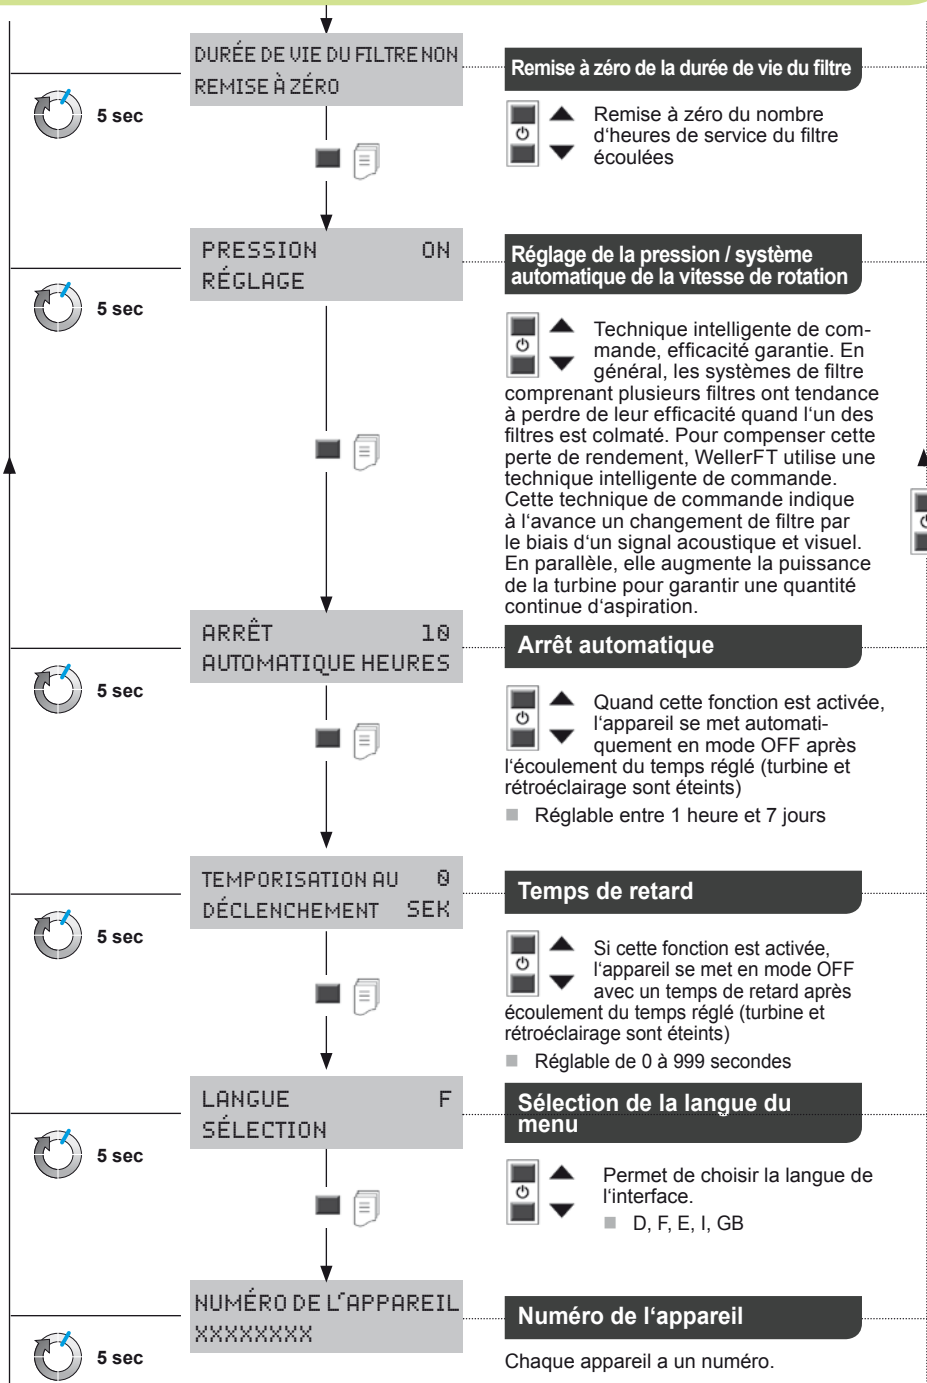 DURÉE DE VIE DU FILTRE NON
REMISE À ZÉRO
5 sec
Remise à zéro de la durée de vie du filtre
Remise à zéro du nombre
d‘heures de service du filtre
écoulées
PRESSION ON
RÉGLAGE
5 sec
Réglage de la pression / système
automatique de la vitesse de rotation
Technique intelligente de com-
mande, efficacité garantie. En
général, les systèmes de filtre
comprenant plusieurs filtres ont tendance
à perdre de leur efficacité quand l‘un des
filtres est colmaté. Pour compenser cette
perte de rendement, WellerFT utilise une
technique intelligente de commande.
Cette technique de commande indique
à l‘avance un changement de filtre par
le biais d‘un signal acoustique et visuel.
En parallèle, elle augmente la puissance
de la turbine pour garantir une quantité
continue d‘aspiration.
ARRÊT 10
AUTOMATIQUE HEURES
5 sec
Arrêt automatique
Quand cette fonction est activée,
l‘appareil se met automati-
quement en mode OFF après
l‘écoulement du temps réglé (turbine et
rétroéclairage sont éteints)
Réglable entre 1 heure et 7 jours
TEMPORISATION AU 0
DÉCLENCHEMENT SEK
5 sec
Temps de retard
Si cette fonction est activée,
l‘appareil se met en mode OFF
avec un temps de retard après
écoulement du temps réglé (turbine et
rétroéclairage sont éteints)
Réglable de 0 à 999 secondes
LANGUE F
SÉLECTION
5 sec
Sélection de la langue du
menu
Permet de choisir la langue de
l‘interface.
D, F, E, I, GB
NUMÉRO DE L'APPAREIL
XXXXXXXX
5 sec
Numéro de l‘appareil
Chaque appareil a un numéro.